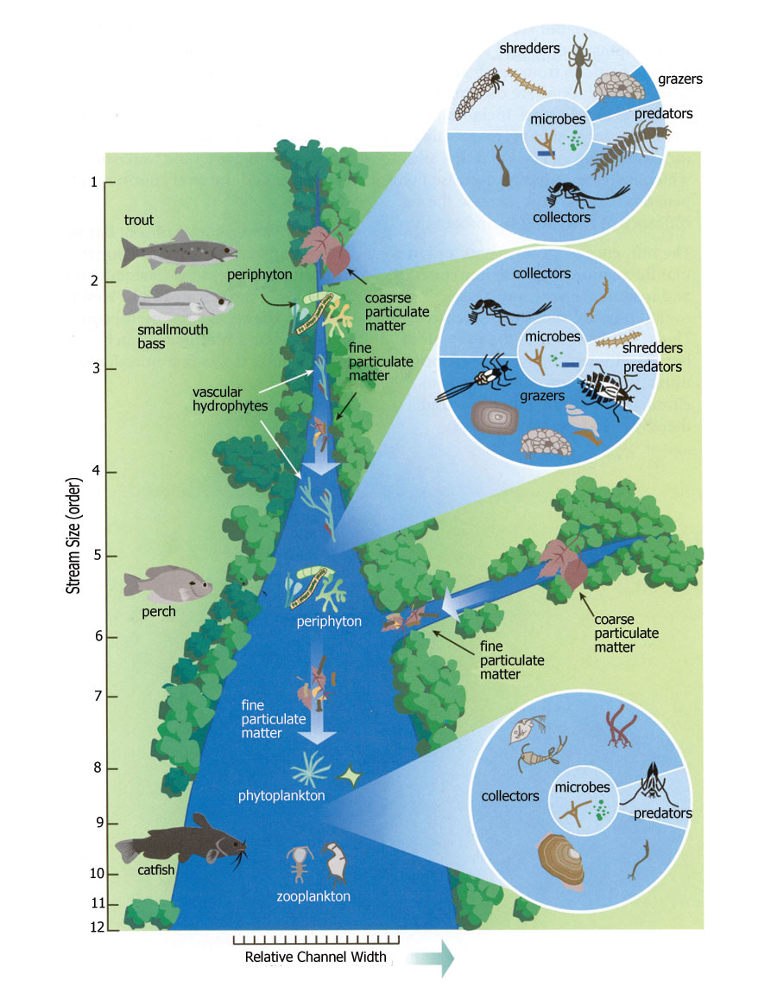 shredders
grazers
microbes
predators
collectors
1
trout
periphyton
2
coasrse
particulate
matter
smallmouth
bass
fine
particulate
matter
3
vascular
hydrophytes
collectors
microbes
shredders
predators
grazers
4
Stream Size (order)
5
perch
periphyton
coarse
particulate
matter
6
fine
particulate
matter
7
fine
particulate
matter
8
phytoplankton
collectors
microbes
predators
9
catfish
10
zooplankton
11
12
Relative Channel Width